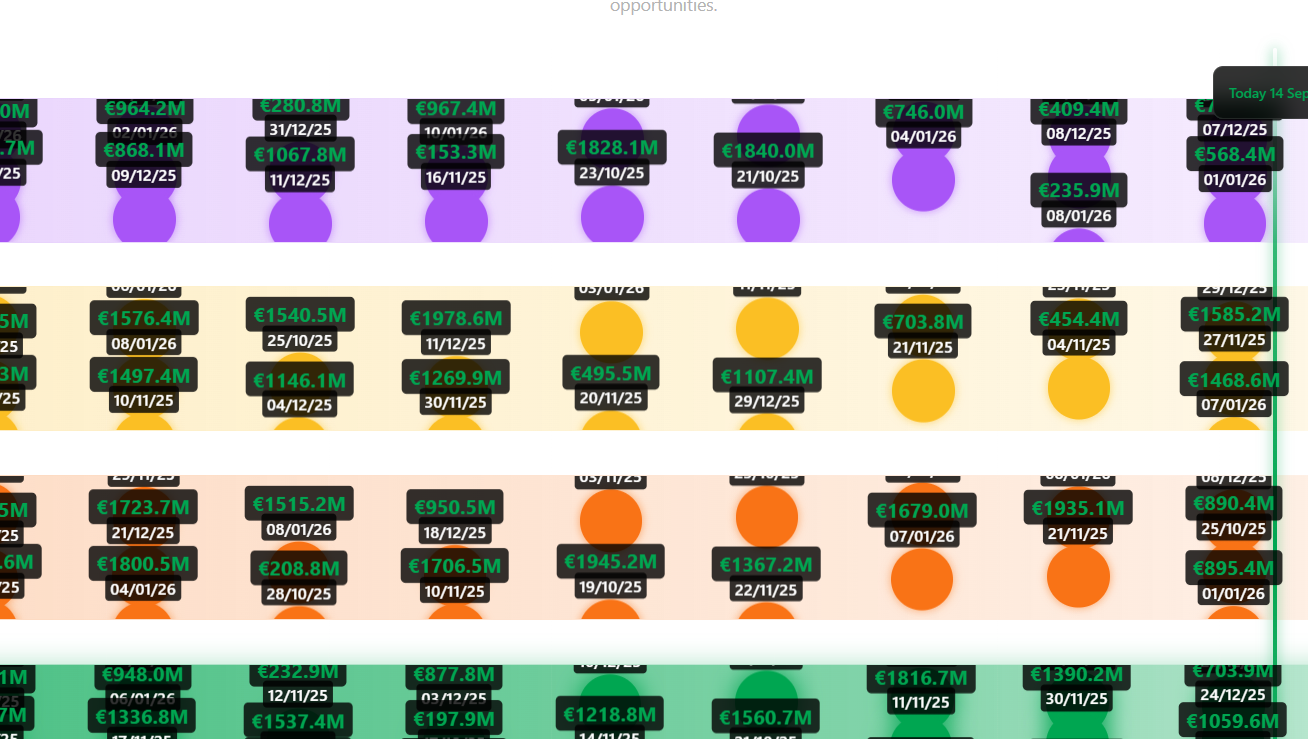 opportunities.
Today 14 Sep
€964.2M
€280.8M
€967.4M
€746.0M
€409.4M
02/01/26
31/12/25
10/01/26
04/01/26
08/12/25
07/12/25
€868.1M
€1067.8M
€153.3M
€1828.1M
€1840.0M
€568.4M
09/12/25
11/12/25
16/11/25
23/10/25
21/10/25
01/01/26
€235.9M
08/01/26
03/01/26
€1576.4M
€1540.5M
€1978.6M
€703.8M
€454.4M
€1585.2M
08/01/26
25/10/25
11/12/25
21/11/25
04/11/25
27/11/25
€1497.4M
€1146.1M
€1269.9M
€495.5M
€1107.4M
€1468.6M
10/11/25
04/12/25
30/11/25
20/11/25
29/12/25
07/01/26
€1723.7M
€1515.2M
€950.5M
€1679.0M
€1935.1M
€890.4M
21/12/25
08/01/26
18/12/25
07/01/26
21/11/25
25/10/25
€1800.5M
€208.8M
€1706.5M
€1945.2M
€1367.2M
€895.4M
04/01/26
28/10/25
10/11/25
19/10/25
22/11/25
01/01/26
€948.0M
€232.9M
€877.8M
€1816.7M
€1390.2M
€703.9M
06/01/26
12/11/25
03/12/25
11/11/25
30/11/25
24/12/25
€1336.8M
€1537.4M
€197.9M
€1218.8M
€1560.7M
€1059.6M